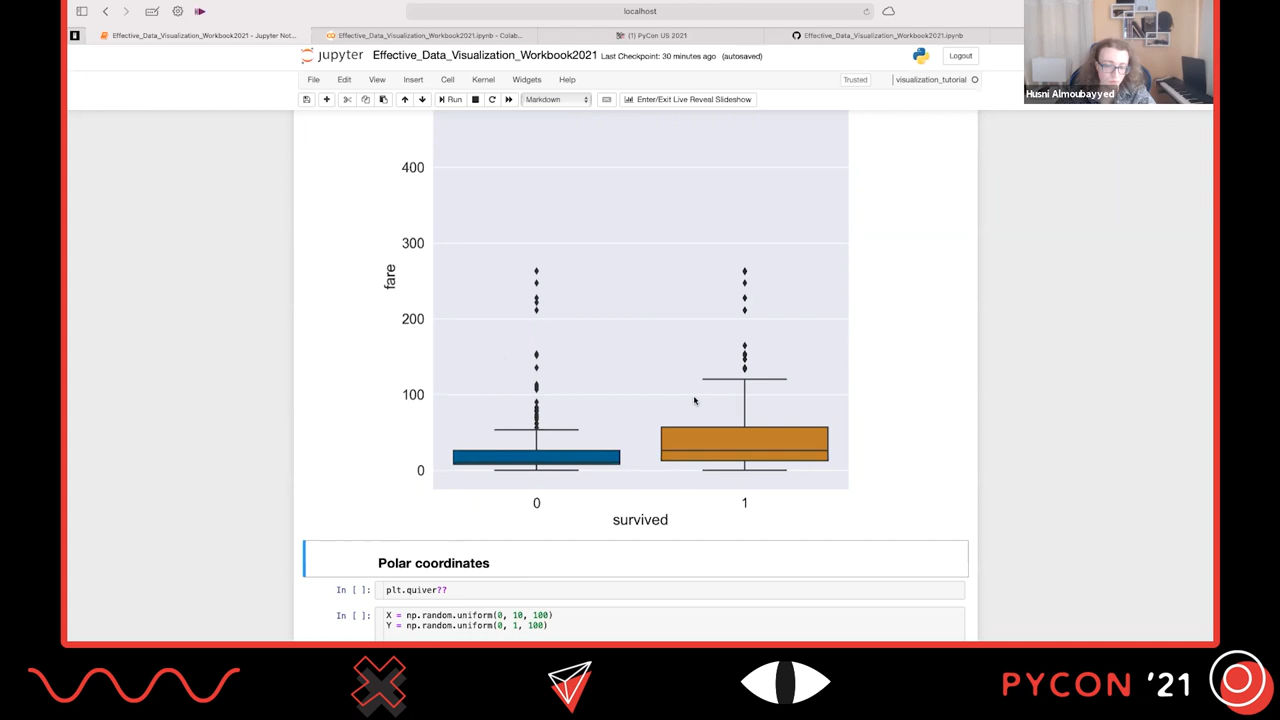 localhost
Effective_Data_Visualization_Workbook2021 - Jupyter Not...
Effective_Data_Visualization_Workbook2021.ipynb - Colab...
(1) PyCon US 2021
Effective_Data_Visualization_Workbook2021.ipynb
jupyter Effective_Data_Visualization_Workbook2021 Last Checkpoint: 30 minutes ago (autosaved)
Logout
File Edit View Insert Cell Kernel Widgets Help
Trusted
visualization_tutorial
Run
Markdown
Enter/Exit Live Reveal Slideshow
Husni Almoubayyed
400
300
fare
200
100
0
0 1
survived
Polar coordinates
In [ ]: plt.quiver??
In [ ]: X = np.random.uniform(0, 10, 100)
Y = np.random.uniform(0, 1, 100)
PYCON '21